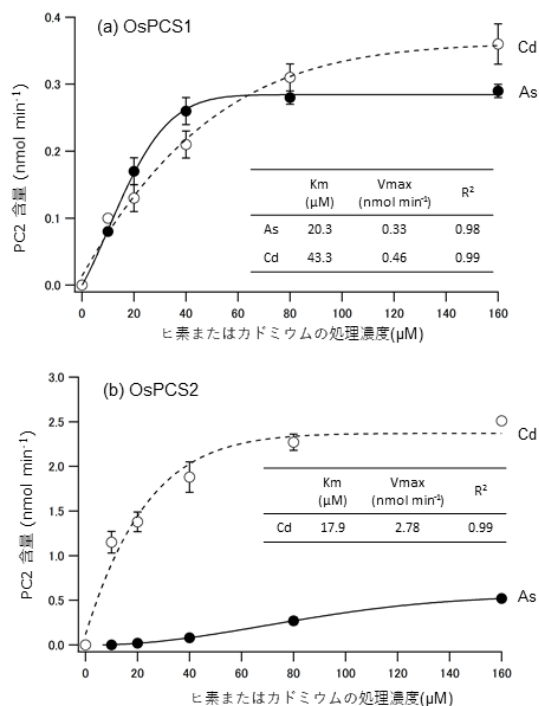 (a) OsPCS1
0.4
0.3
0.2
0.1
0.0
PC2 含量 (nmol min⁻¹)
Cd
As
Km Vmax R²
(μM) (nmol min⁻¹)
As 20.3 0.33 0.98
Cd 43.3 0.46 0.99
0 20 40 60 80 100 120 140 160
ヒ素またはカドミウムの処理濃度(μM)
(b) OsPCS2
3.0
2.5
2.0
1.5
1.0
0.5
0.0
PC2 含量 (nmol min⁻¹)
Cd
Km Vmax R²
(μM) (nmol min⁻¹)
Cd 17.9 2.78 0.99
As
0 20 40 60 80 100 120 140 160
ヒ素またはカドミウムの処理濃度(μM)